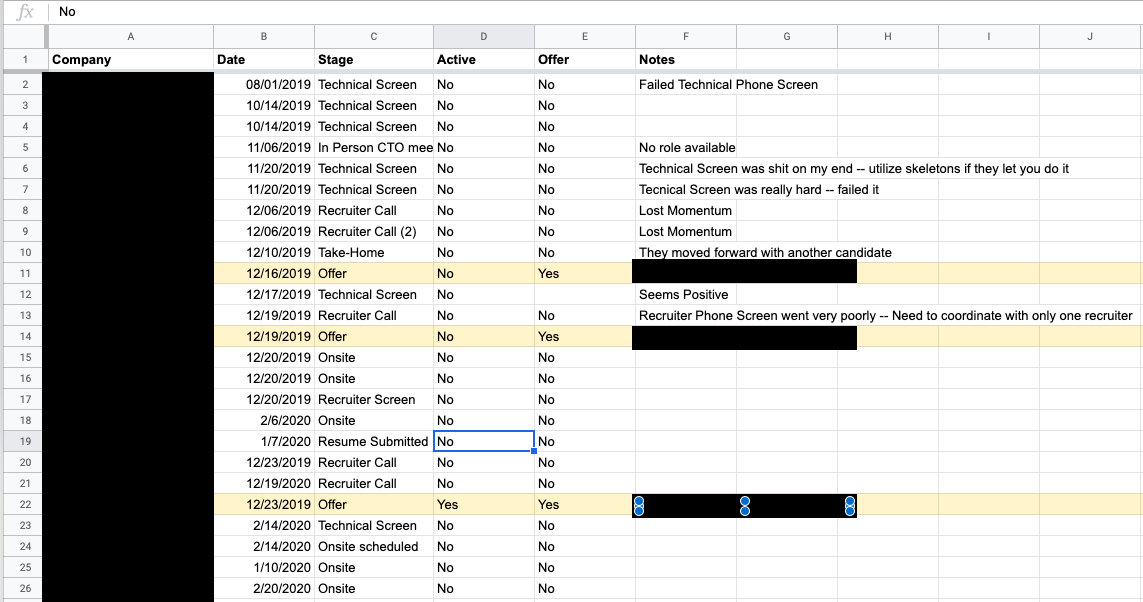 fx No
A B C D E F G H I J
1 Company Date Stage Active Offer Notes
2 08/01/2019 Technical Screen No No Failed Technical Phone Screen
3 10/14/2019 Technical Screen No No
4 10/14/2019 Technical Screen No No
5 11/06/2019 In Person CTO mee No No No role available
6 11/20/2019 Technical Screen No No Technical Screen was shit on my end -- utilize skeletons if they let you do it
7 11/20/2019 Technical Screen No No Tecnical Screen was really hard -- failed it
8 12/06/2019 Recruiter Call No No Lost Momentum
9 12/06/2019 Recruiter Call (2) No No Lost Momentum
10 12/10/2019 Take-Home No No They moved forward with another candidate
11 12/16/2019 Offer No Yes
12 12/17/2019 Technical Screen No Seems Positive
13 12/19/2019 Recruiter Call No No Recruiter Phone Screen went very poorly -- Need to coordinate with only one recruiter
14 12/19/2019 Offer No Yes
15 12/20/2019 Onsite No No
16 12/20/2019 Onsite No No
17 12/20/2019 Recruiter Screen No No
18 2/6/2020 Onsite No No
19 1/7/2020 Resume Submitted No No
20 12/23/2019 Recruiter Call No No
21 12/19/2020 Recruiter Call No No
22 12/23/2019 Offer Yes Yes
23 2/14/2020 Technical Screen No No
24 2/14/2020 Onsite scheduled No No
25 1/10/2020 Onsite No No
26 2/20/2020 Onsite No No